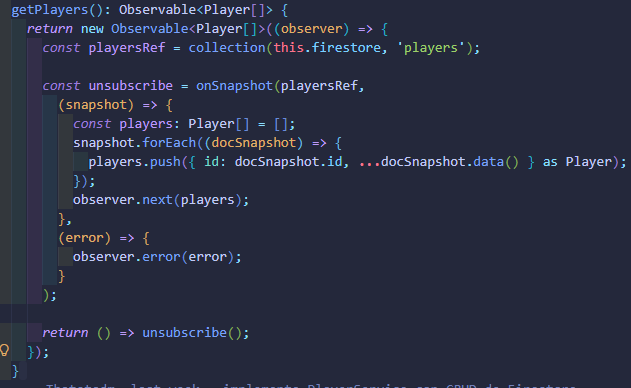 getPlayers(): Observable<Player[]> {
  return new Observable<Player[]>((observer) => {
    const playersRef = collection(this.firestore, 'players');

    const unsubscribe = onSnapshot(playersRef,
      (snapshot) => {
        const players: Player[] = [];
        snapshot.forEach((docSnapshot) => {
          players.push({ id: docSnapshot.id, ...docSnapshot.data() } as Player);
        });
        observer.next(players);
      },
      (error) => {
        observer.error(error);
      }
    );

    return () => unsubscribe();
  });
}